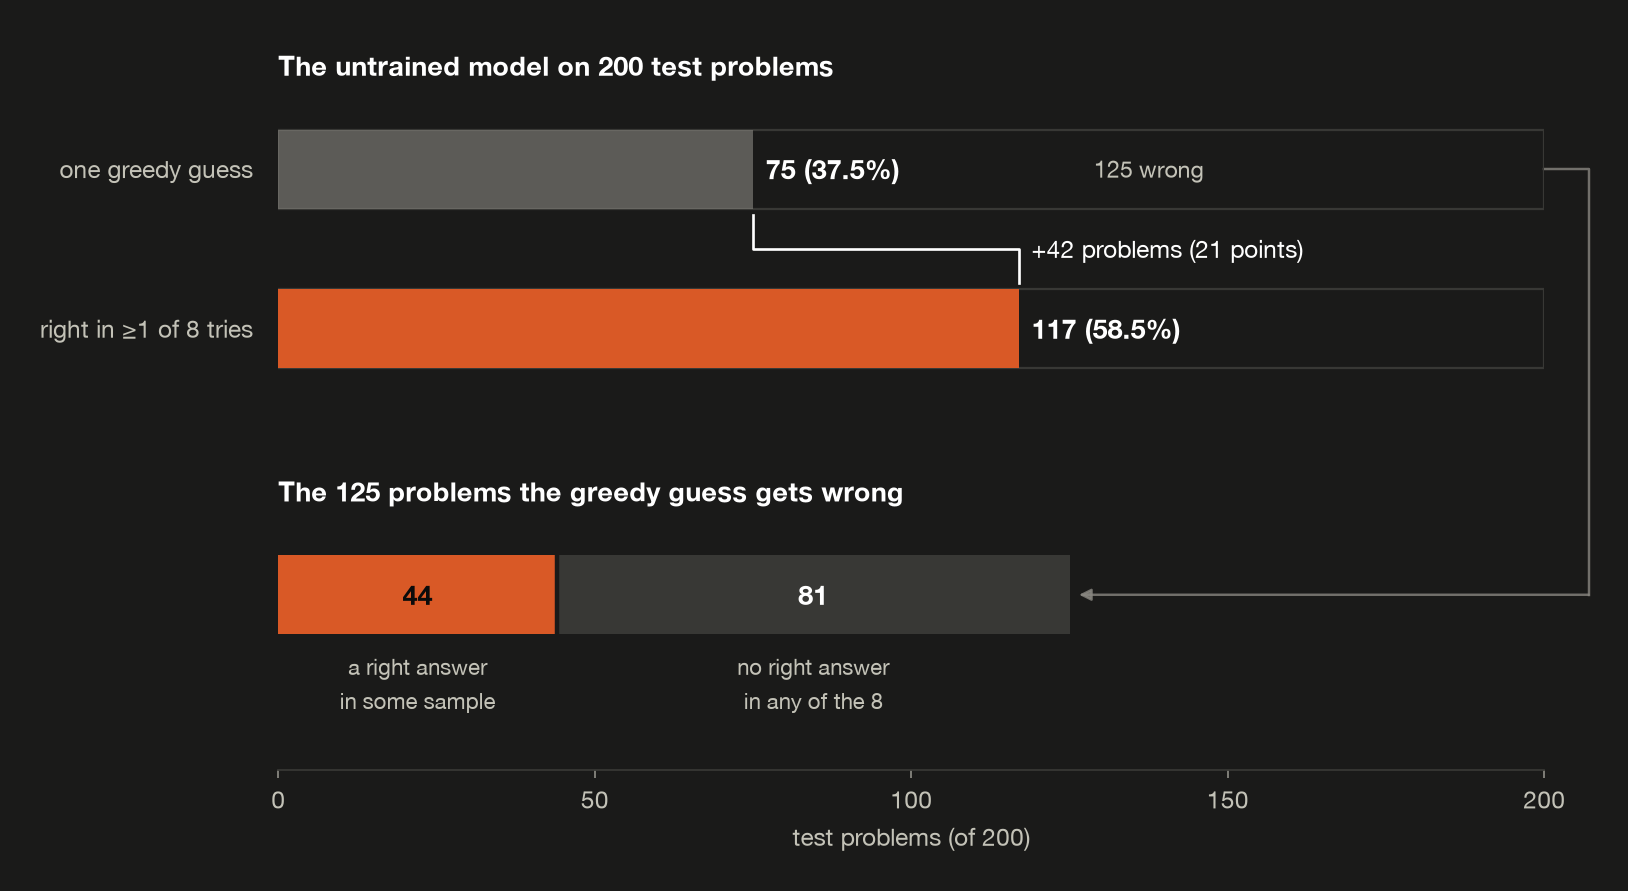 The untrained model on 200 test problems
one greedy guess
75 (37.5%)
125 wrong
+42 problems (21 points)
right in ≥1 of 8 tries
117 (58.5%)
The 125 problems the greedy guess gets wrong
44
81
a right answer
in some sample
no right answer
in any of the 8
0 50 100 150 200
test problems (of 200)